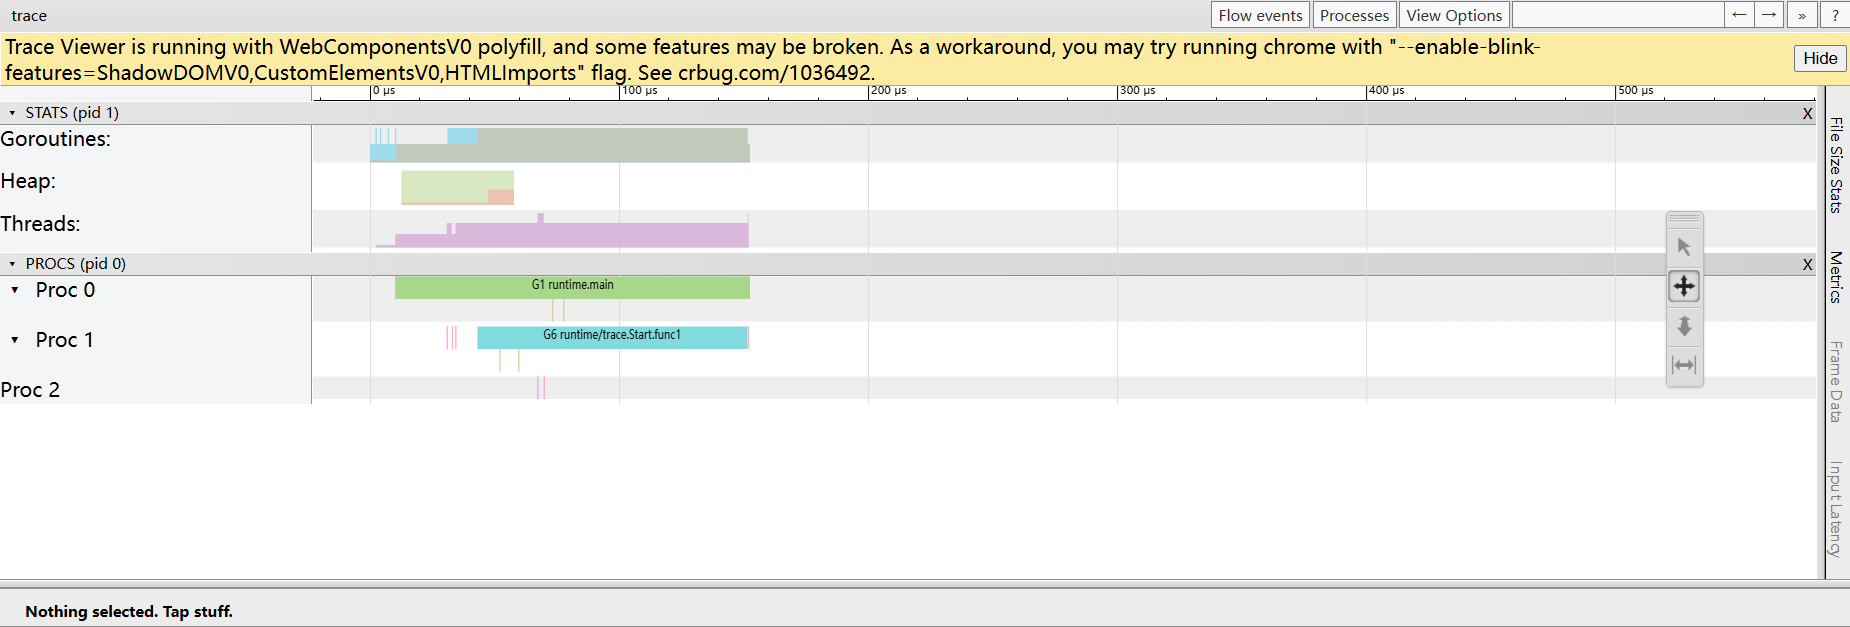 trace
Flow events
Processes
View Options
←
→
»
?
Trace Viewer is running with WebComponentsV0 polyfill, and some features may be broken. As a workaround, you may try running chrome with "--enable-blink-
features=ShadowDOMV0,CustomElementsV0,HTMLImports" flag. See crbug.com/1036492.
Hide
0 μs
100 μs
200 μs
300 μs
400 μs
500 μs
STATS (pid 1)
X
Goroutines:
Heap:
Threads:
PROCS (pid 0)
X
Proc 0
G1 runtime.main
Proc 1
G6 runtime/trace.Start.func1
Proc 2
File Size Stats
Metrics
Frame Data
Input Latency
Nothing selected. Tap stuff.